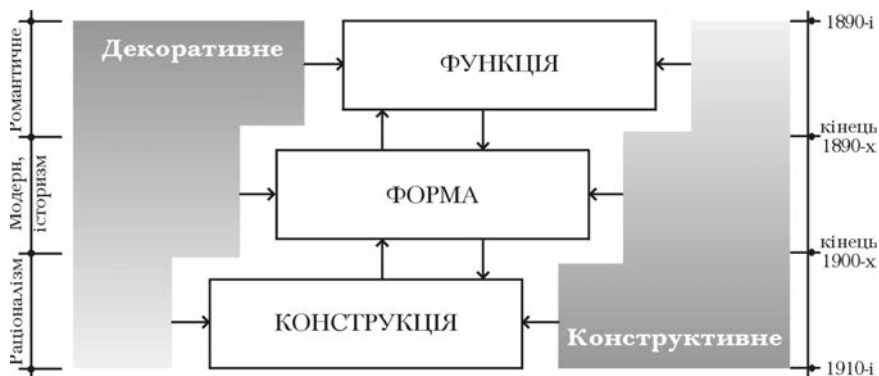 Декоративне
ФУНКЦІЯ
1890-і
Романтичне
кінець
1890-х
Модерн,
історизм
ФОРМА
кінець
1900-х
Раціоналізм
КОНСТРУКЦІЯ
Конструктивне
1910-і